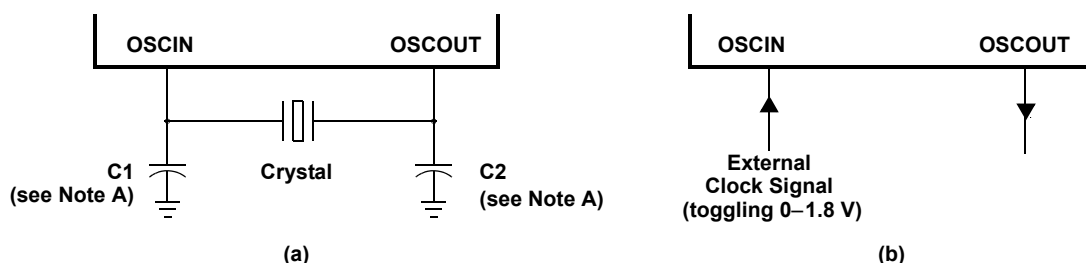 OSCIN OSCOUT
C1
(see Note A)
Crystal
C2
(see Note A)
(a)
OSCIN OSCOUT
External
Clock Signal
(toggling 0–1.8 V)
(b)